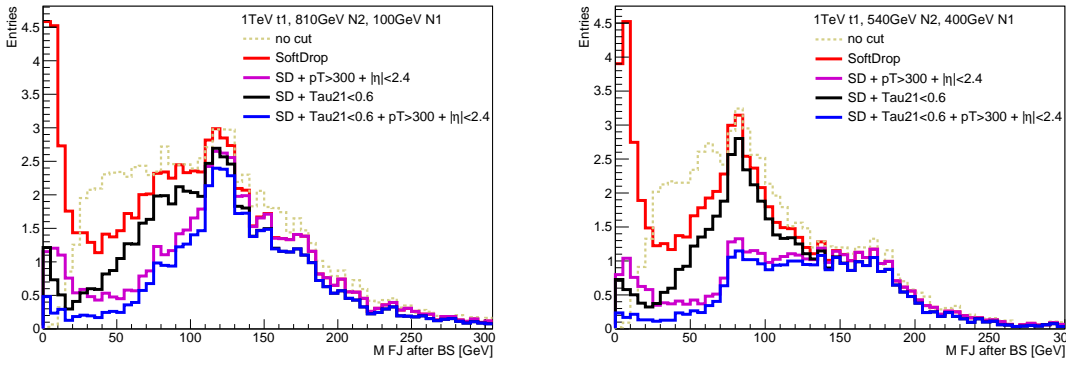 1TeV t1, 810GeV N2, 100GeV N1
no cut
SoftDrop
SD + pT>300 + |η|<2.4
SD + Tau21<0.6
SD + Tau21<0.6 + pT>300 + |η|<2.4
Entries
4.5
4
3.5
3
2.5
2
1.5
1
0.5
0
0 50 100 150 200 250 300
M FJ after BS [GeV]
1TeV t1, 540GeV N2, 400GeV N1
no cut
SoftDrop
SD + pT>300 + |η|<2.4
SD + Tau21<0.6
SD + Tau21<0.6 + pT>300 + |η|<2.4
Entries
4.5
4
3.5
3
2.5
2
1.5
1
0.5
0
0 50 100 150 200 250 300
M FJ after BS [GeV]